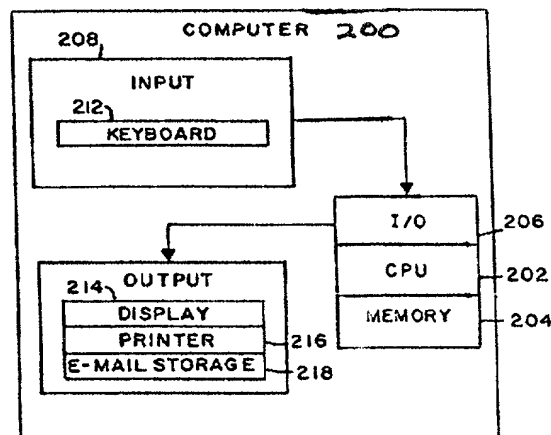 COMPUTER 200
208
INPUT
212
KEYBOARD
I/O
206
CPU
202
MEMORY
204
OUTPUT
214
DISPLAY
PRINTER
216
E-MAIL STORAGE
218